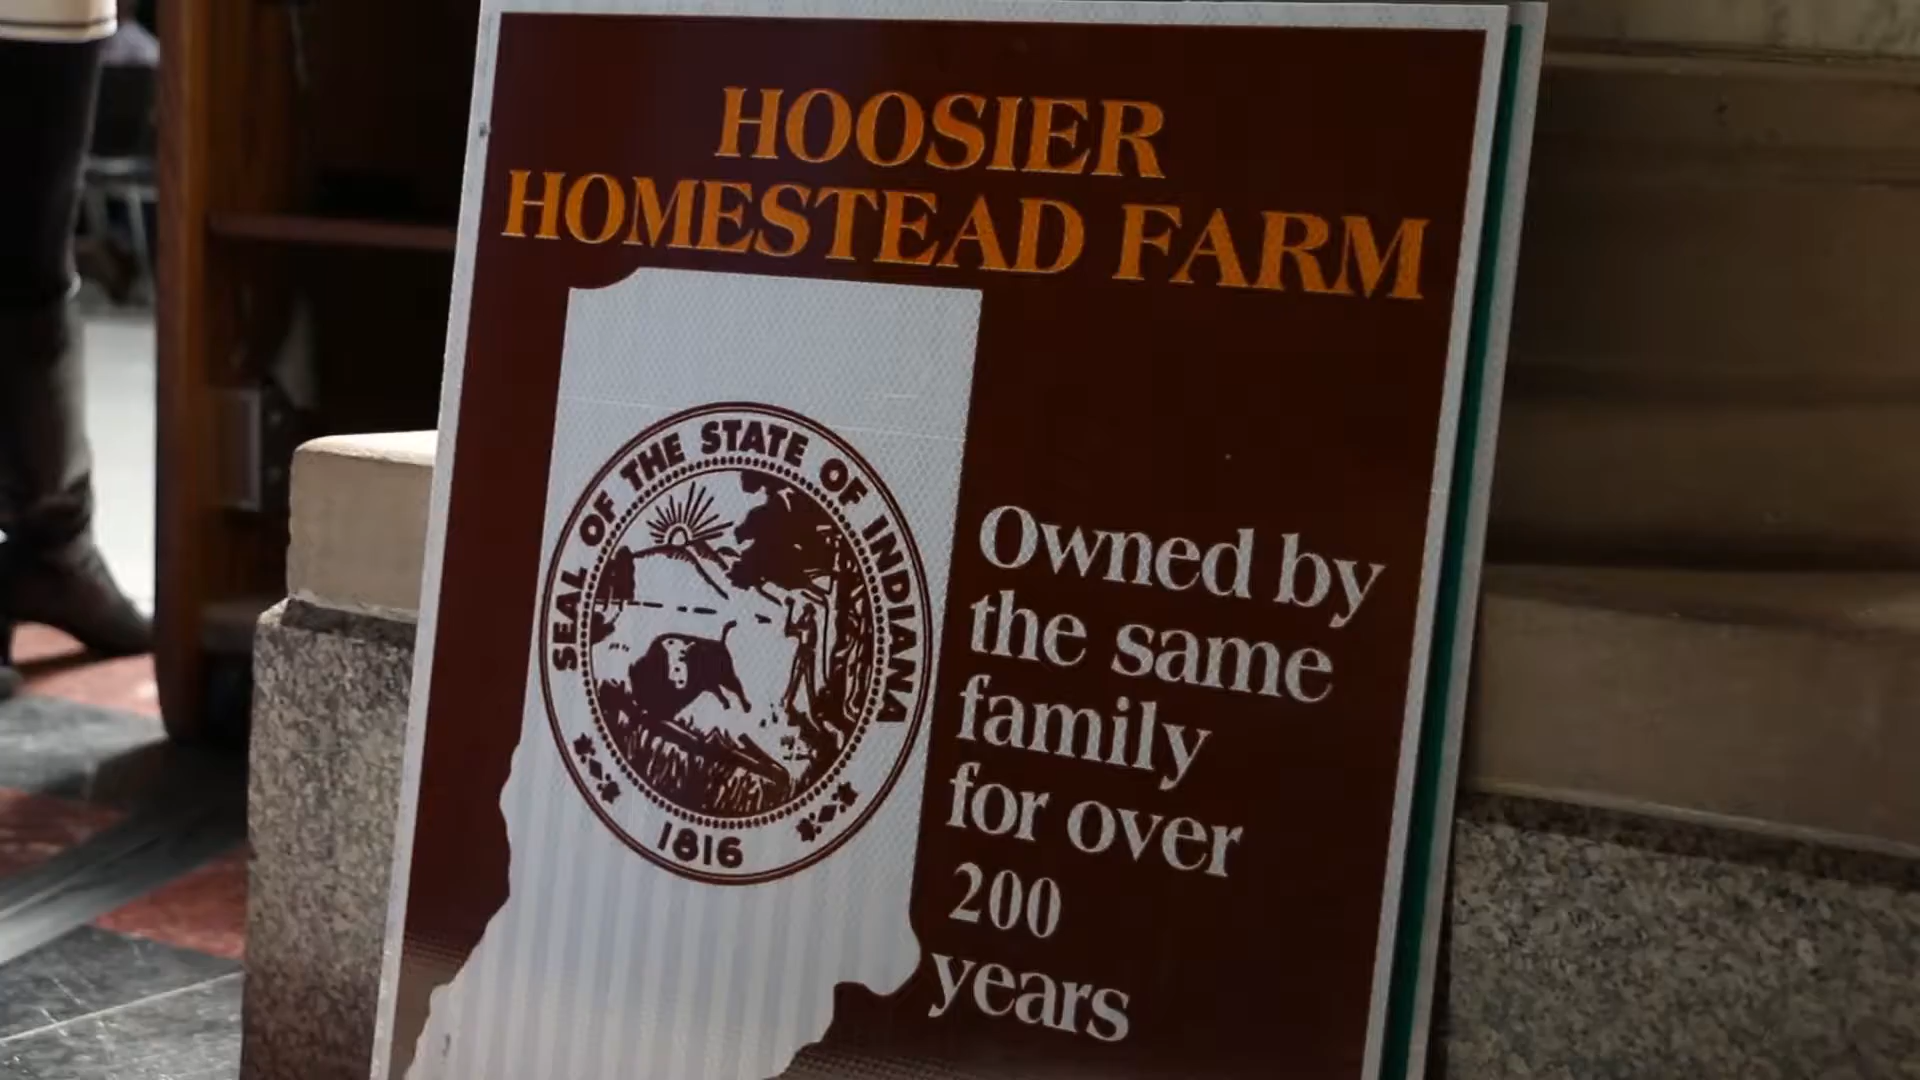 HOOSIER
HOMESTEAD FARM
SEAL OF THE STATE OF INDIANA
1816
Owned by
the same
family
for over
200
years